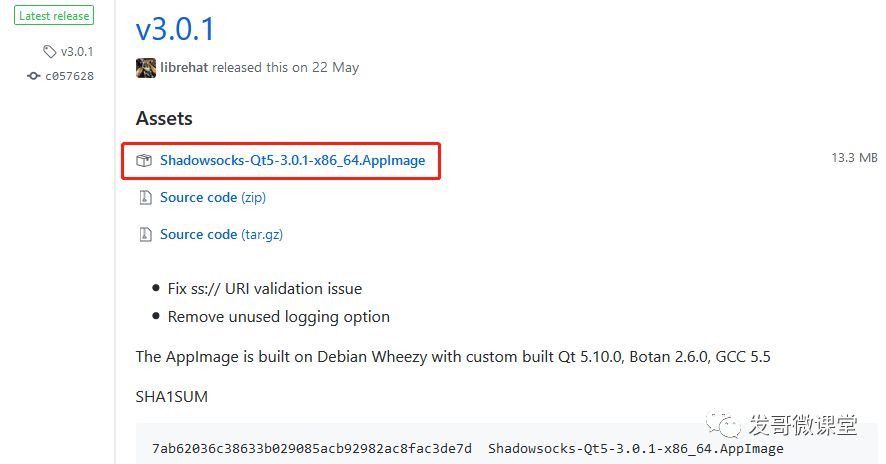 Latest release
v3.0.1
c057628
v3.0.1
librehat released this on 22 May
Assets
Shadowsocks-Qt5-3.0.1-x86_64.AppImage
13.3 MB
Source code (zip)
Source code (tar.gz)
Fix ss:// URI validation issue
Remove unused logging option
The AppImage is built on Debian Wheezy with custom built Qt 5.10.0, Botan 2.6.0, GCC 5.5
SHA1SUM
7ab62036c38633b029085acb92982ac8fac3de7d Shadowsocks-Qt5-3.0.1-x86_64.AppImage
发哥微课堂